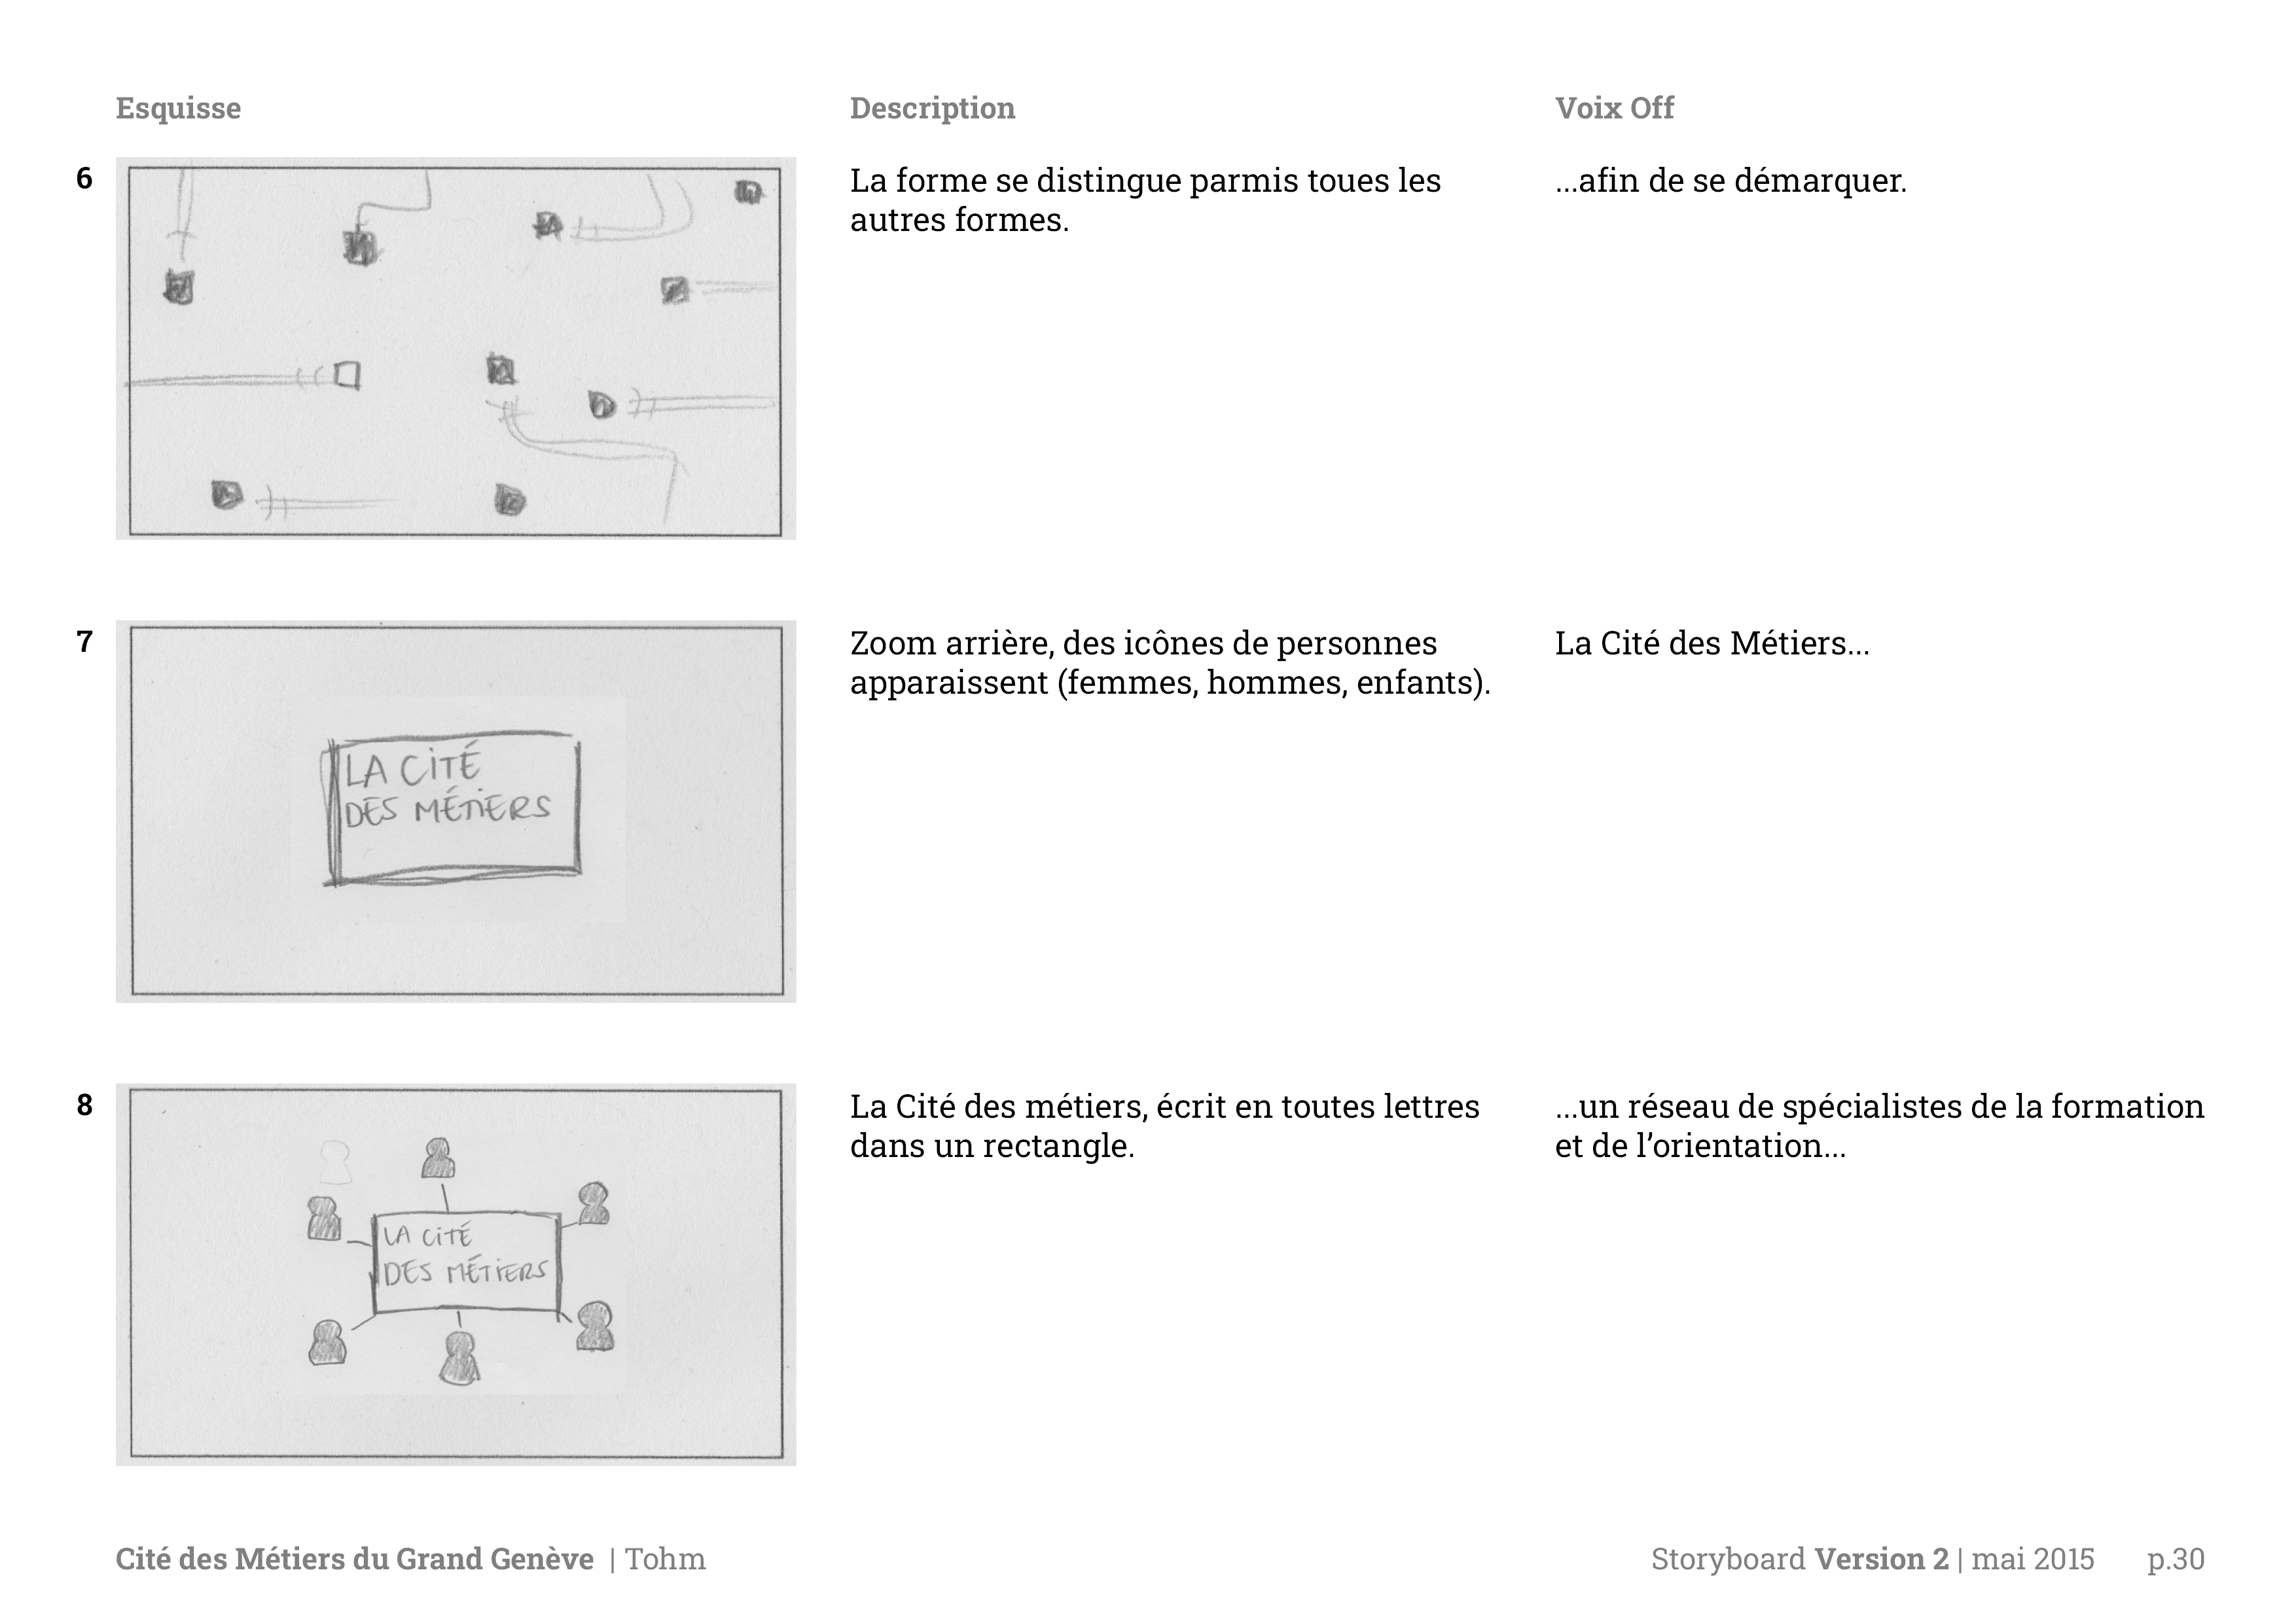 Esquisse
Description
Voix Off
6
La forme se distingue parmis toues les
autres formes.
...afin de se démarquer.
7
LA CiTÉ
DES MÉTiERS
Zoom arrière, des icônes de personnes
apparaissent (femmes, hommes, enfants).
La Cité des Métiers...
8
LA CiTÉ
DES MÉTiERS
La Cité des métiers, écrit en toutes lettres
dans un rectangle.
...un réseau de spécialistes de la formation
et de l’orientation...
Cité des Métiers du Grand Genève | Tohm
Storyboard Version 2 | mai 2015 p.30